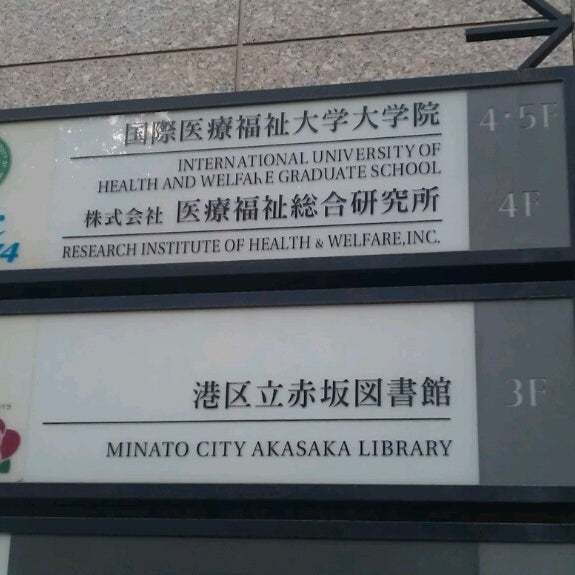 国際医療福祉大学大学院 4・5F
INTERNATIONAL UNIVERSITY OF
HEALTH AND WELFARE GRADUATE SCHOOL
株式会社 医療福祉総合研究所 4F
RESEARCH INSTITUTE OF HEALTH & WELFARE,INC.
港区立赤坂図書館 3F
MINATO CITY AKASAKA LIBRARY